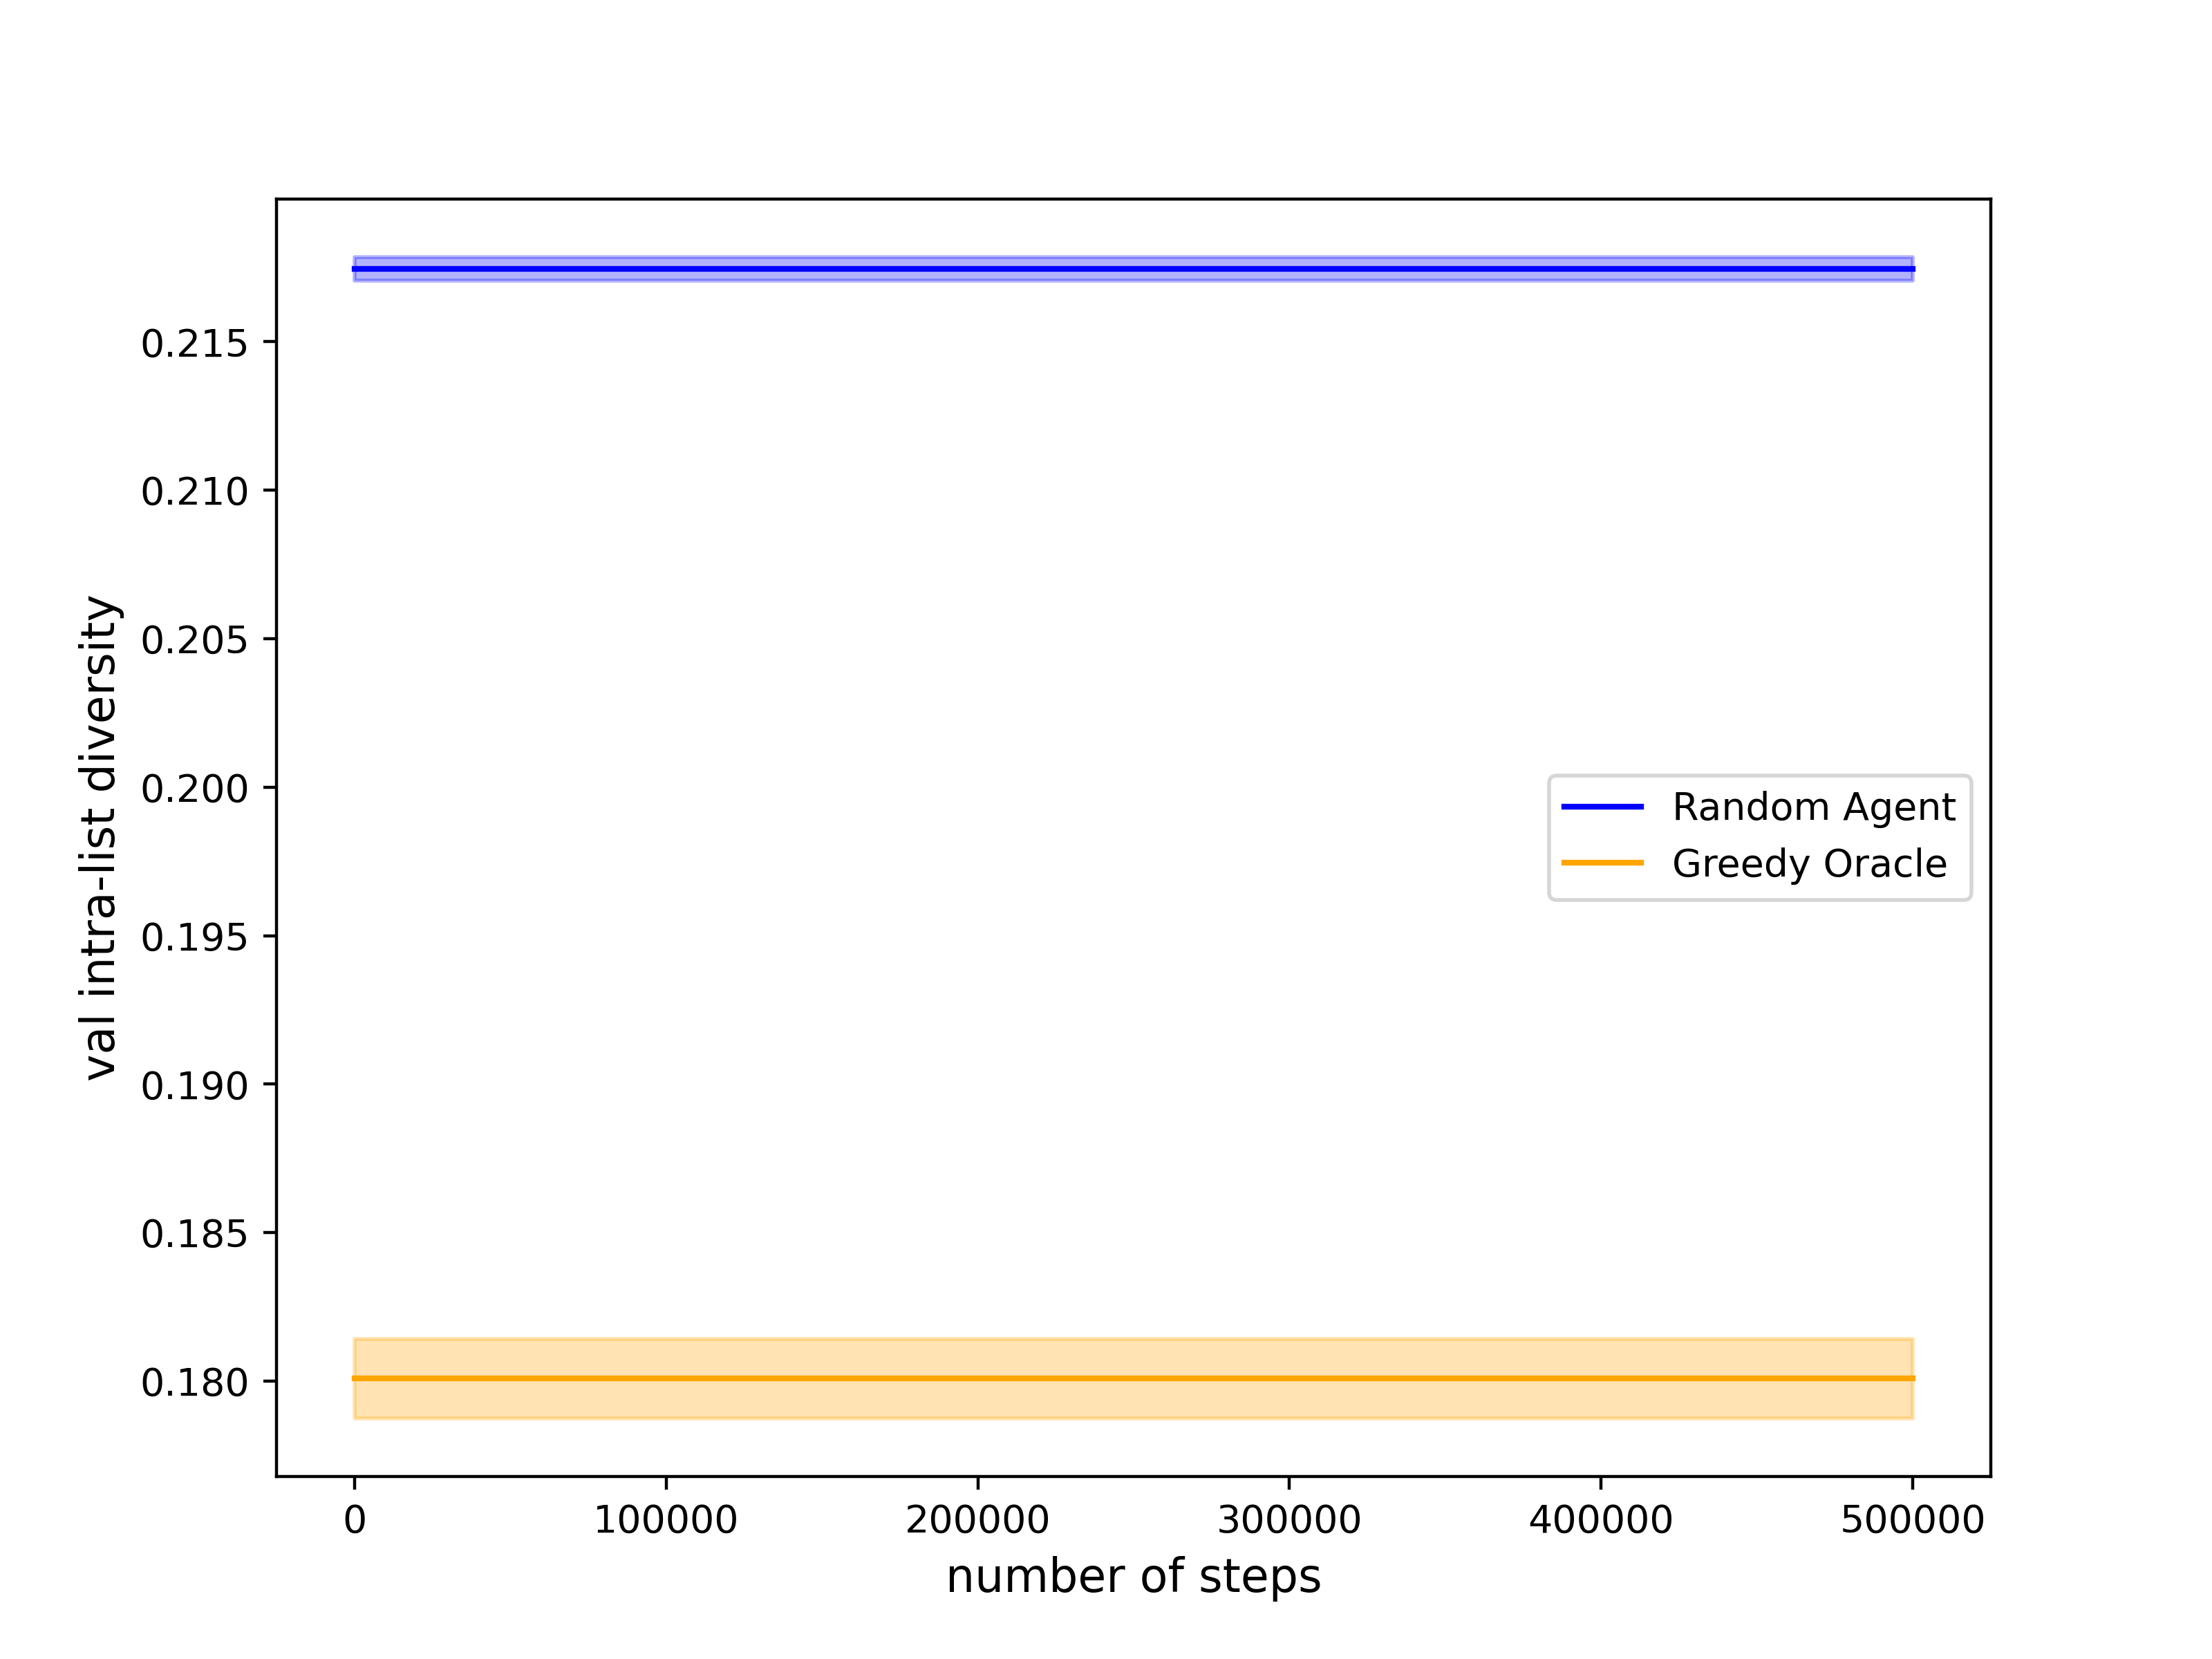 val intra-list diversity
0.215
0.210
0.205
0.200
0.195
0.190
0.185
0.180
Random Agent
Greedy Oracle
0 100000 200000 300000 400000 500000
number of steps